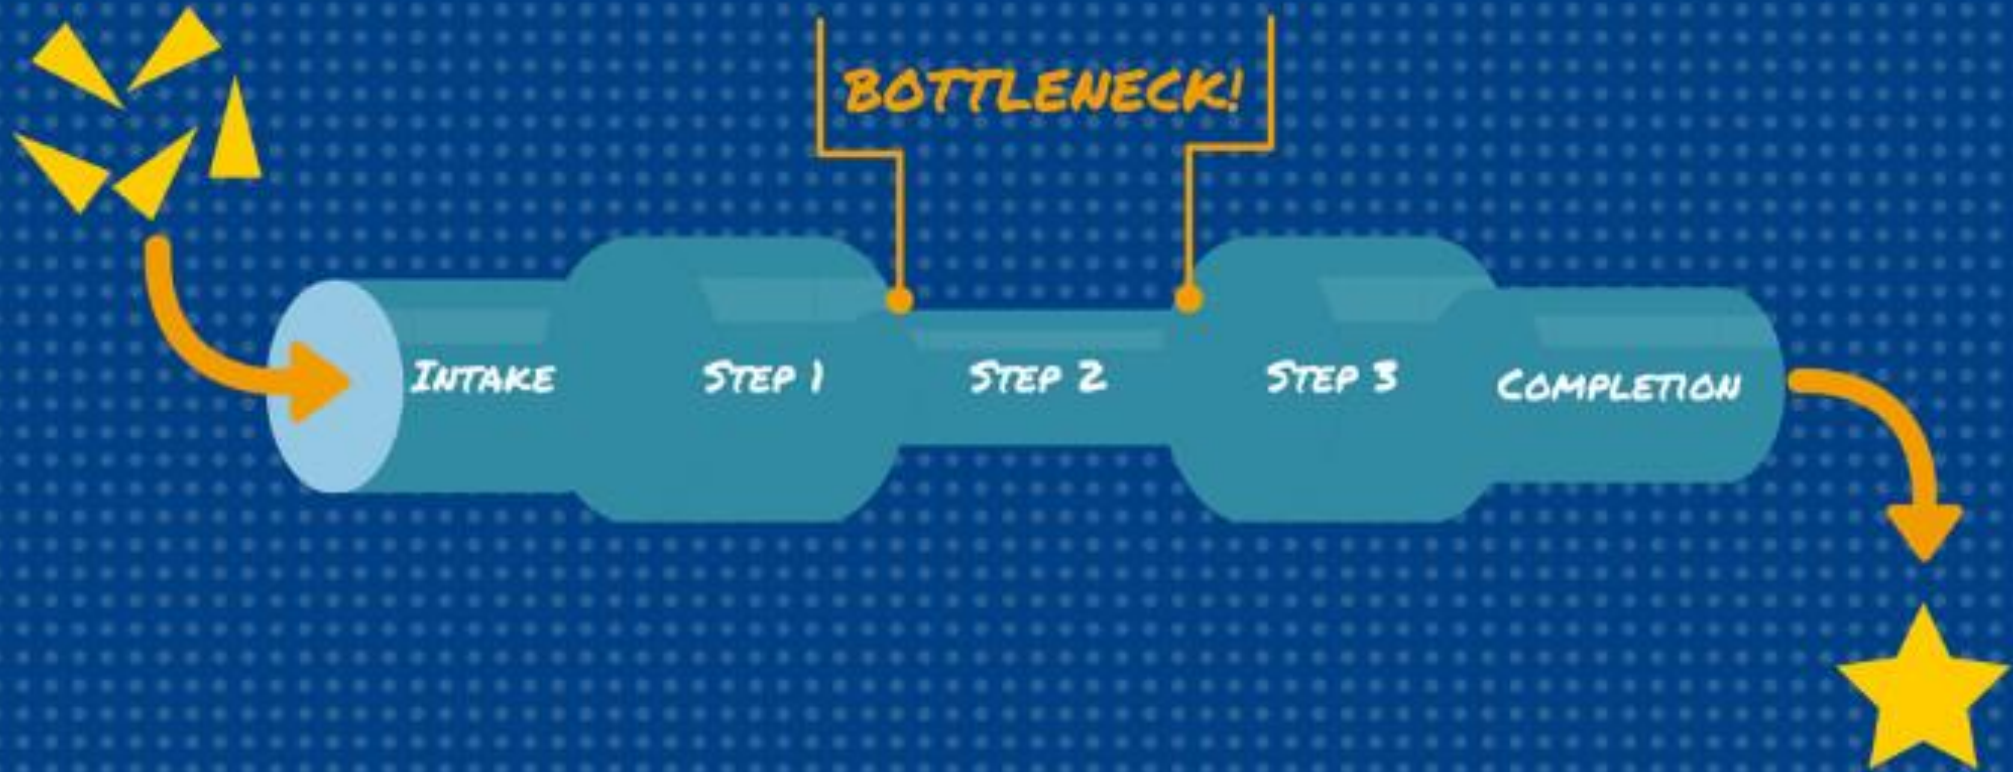 BOTTLENECK!
INTAKE
STEP 1
STEP 2
STEP 3
COMPLETION